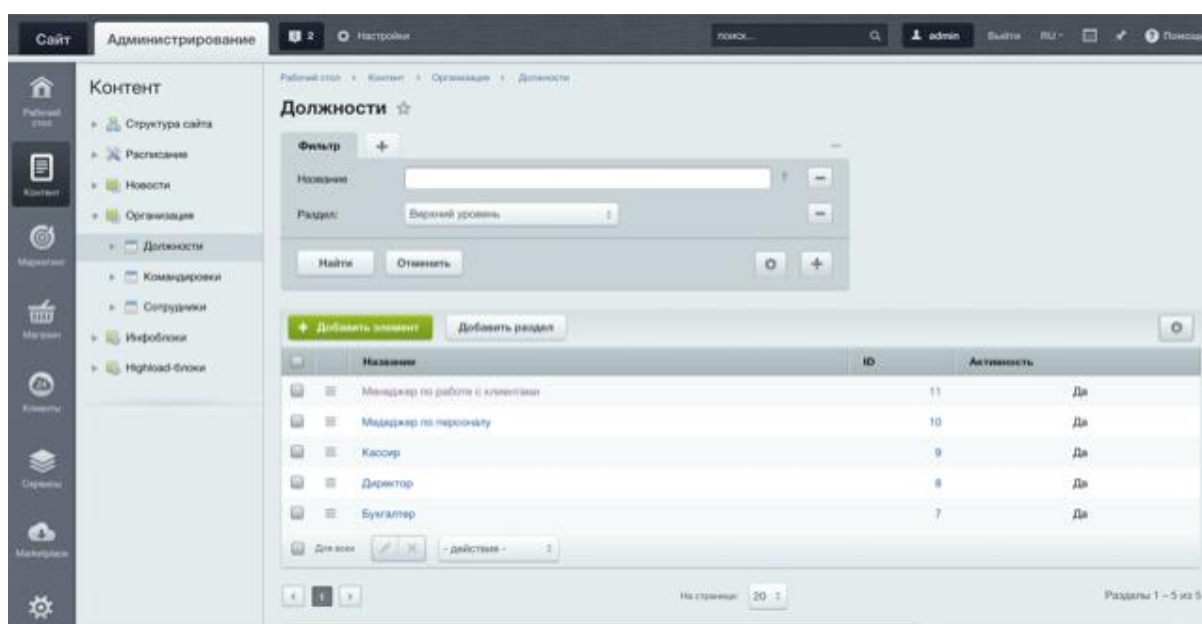 Сайт Администрирование 2 Настройки поиск... admin Выйти RU Помощь
Рабочий стол
Контент
Маркетинг
Магазин
24
Клиенты
Сервисы
Marketplace
Контент
Структура сайта
Расписание
Новости
Организация
Должности
Командировки
Сотрудники
Инфоблоки
Highload-блоки
Рабочий стол Контент Организация Должности
Должности
Фильтр
Название ?
Раздел: Верхний уровень
Найти Отменить
Добавить элемент Добавить раздел
Название ID Активность
Менеджер по работе с клиентами 11 Да
Медеджер по персоналу 10 Да
Кассир 9 Да
Директор 8 Да
Бухгалтер 7 Да
Для всех - действия -
1 На странице: 20 Разделы 1 – 5 из 5